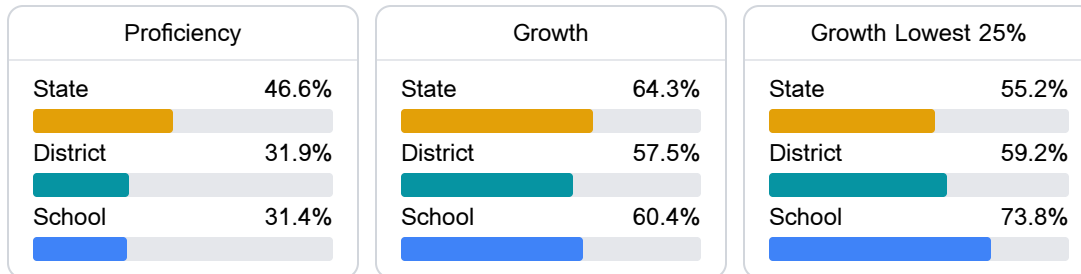 Proficiency
State 46.6%
District 31.9%
School 31.4%
Growth
State 64.3%
District 57.5%
School 60.4%
Growth Lowest 25%
State 55.2%
District 59.2%
School 73.8%